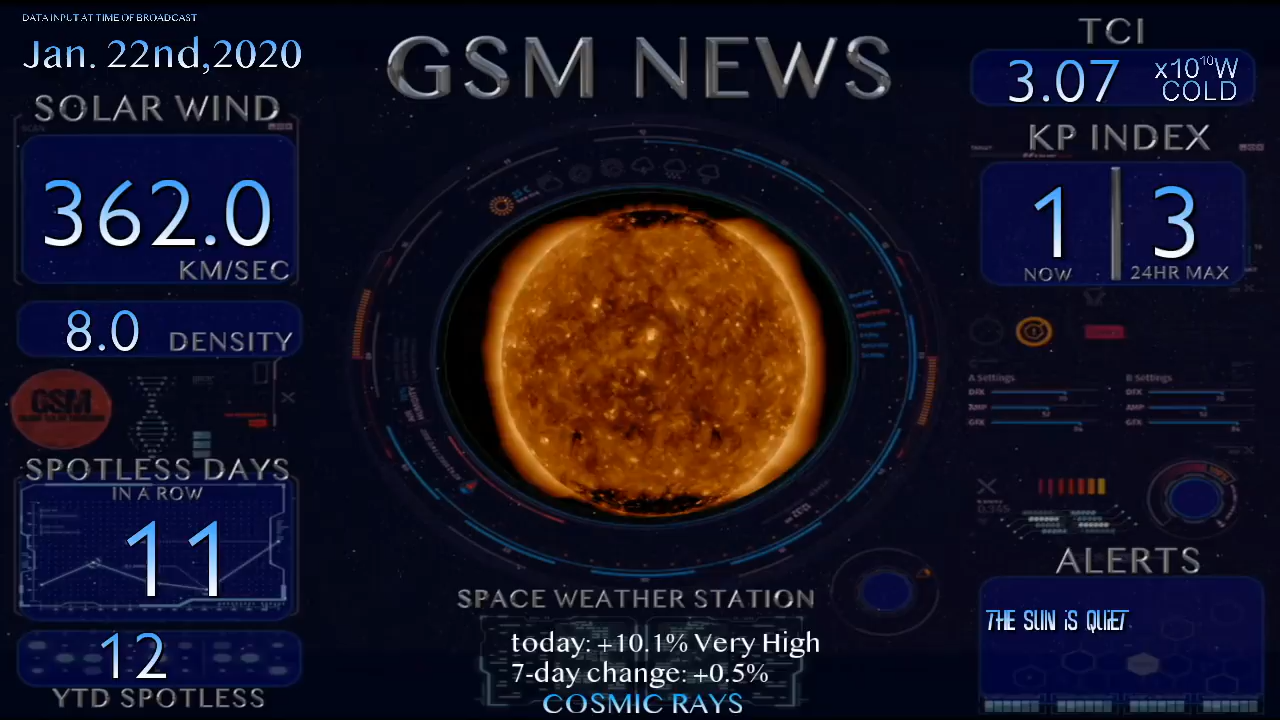 DATA INPUT AT TIME OF BROADCAST
Jan. 22nd,2020
GSM NEWS
TCI
3.07
x10¹⁰W
COLD
SOLAR WIND
362.0
KM/SEC
8.0 DENSITY
KP INDEX
1 3
NOW 24HR MAX
GSM
A Settings B Settings
SPOTLESS DAYS
IN A ROW
11
12
YTD SPOTLESS
SPACE WEATHER STATION
today: +10.1% Very High
7-day change: +0.5%
COSMIC RAYS
ALERTS
THE SUN iS QUiET